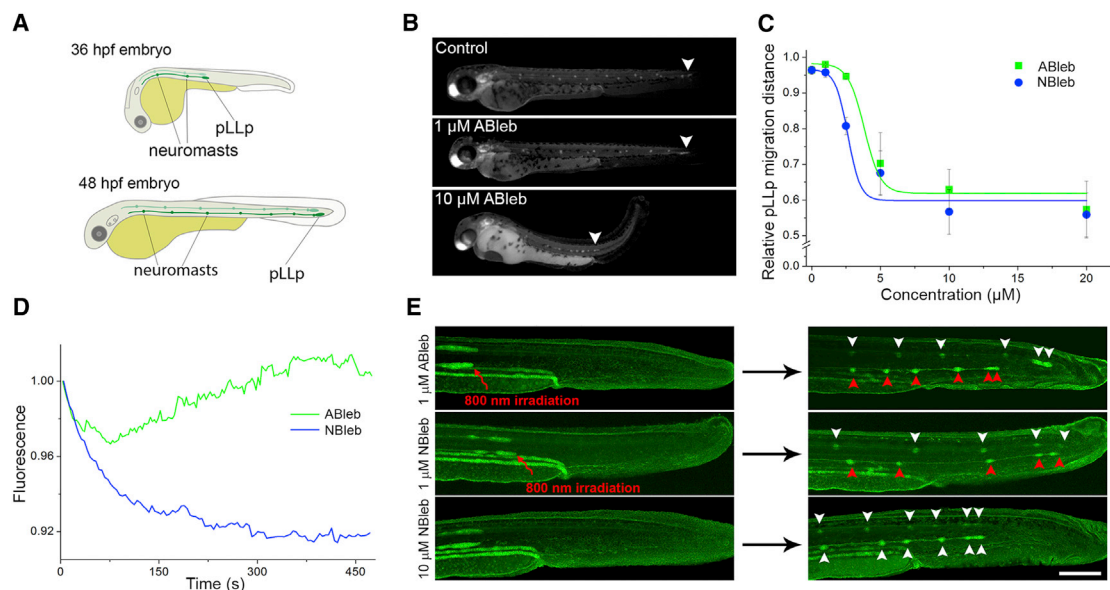 A
36 hpf embryo
pLLp
neuromasts
48 hpf embryo
neuromasts
pLLp
B
Control
1 µM ABleb
10 µM ABleb
C
Relative pLLp migration distance
1.0
0.9
0.8
0.7
0.6
0.5
0.0
ABleb
NBleb
0
5
10
15
20
Concentration (µM)
D
Fluorescence
1.00
0.96
0.92
ABleb
NBleb
0
150
300
450
Time (s)
E
1 µM ABleb
800 nm irradiation
1 µM NBleb
800 nm irradiation
10 µM NBleb